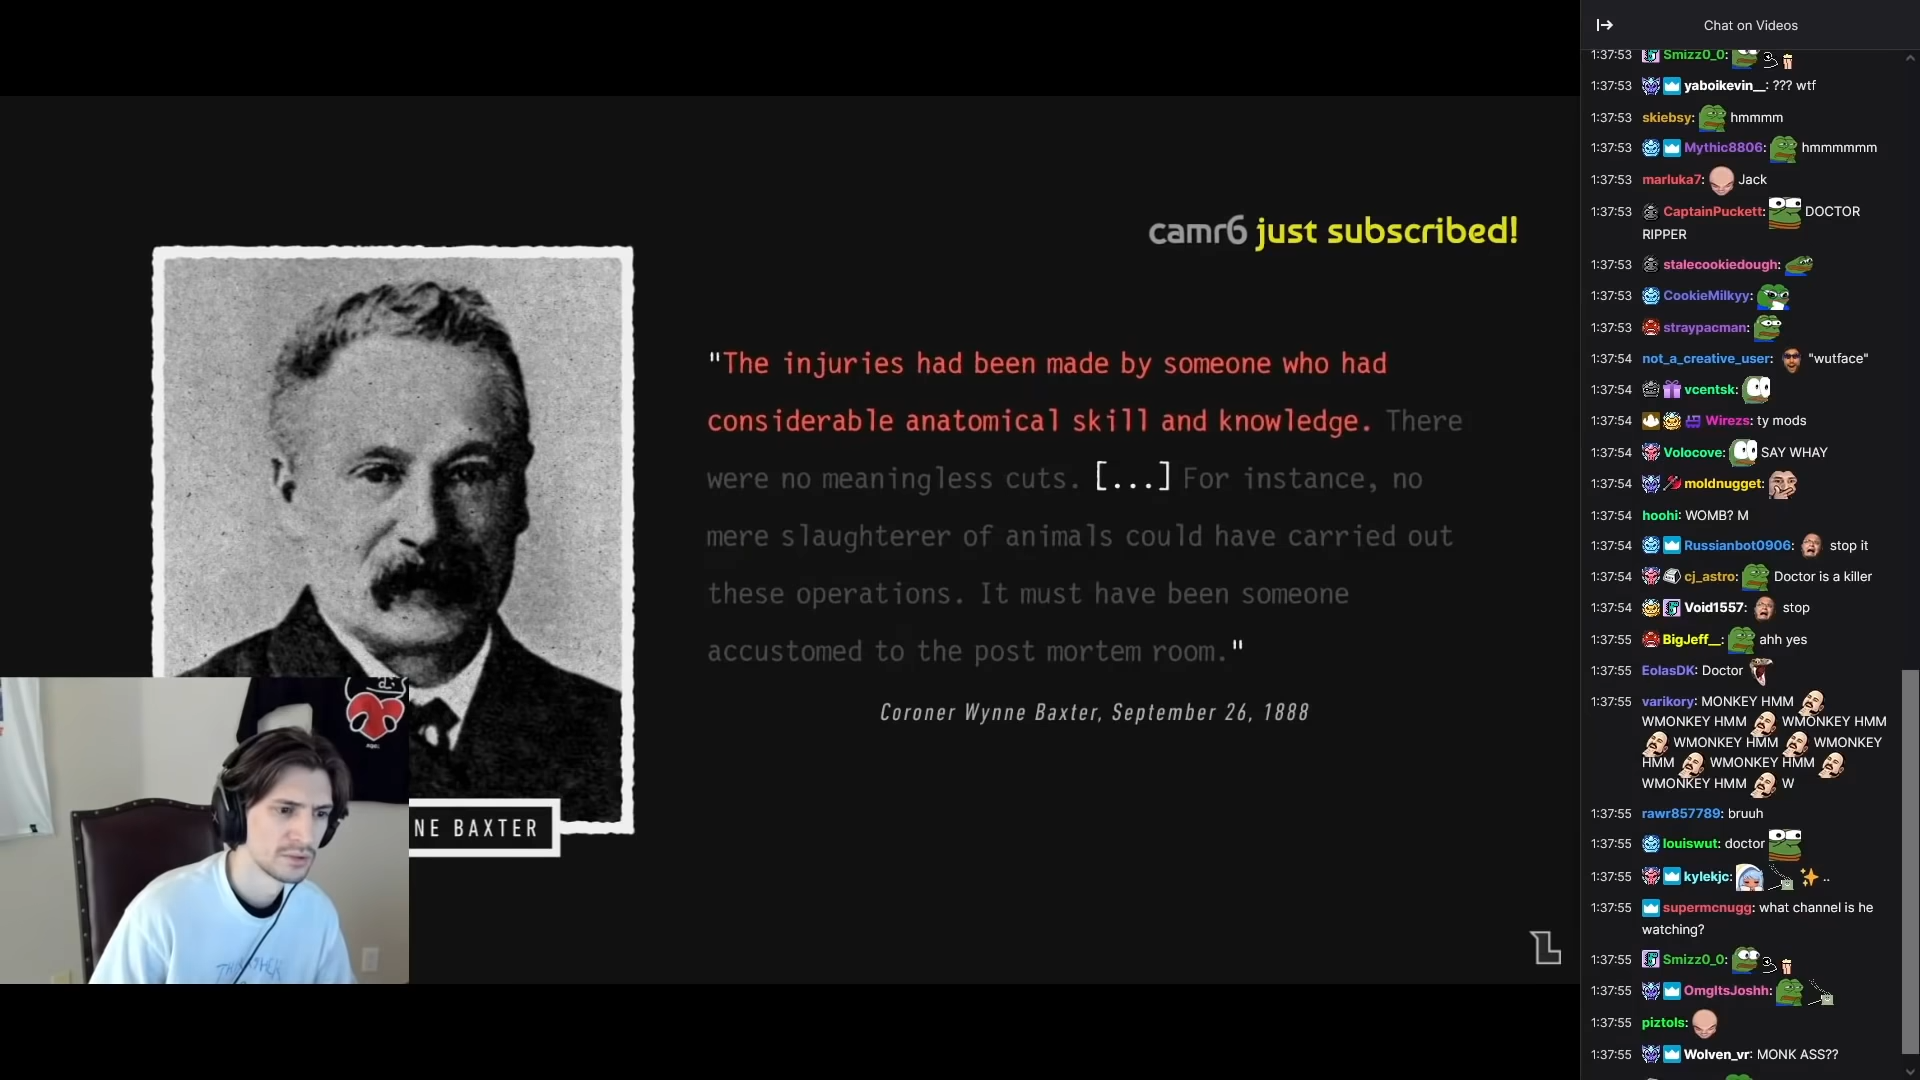 camr6 just subscribed!
"The injuries had been made by someone who had
considerable anatomical skill and knowledge. There
were no meaningless cuts. [...] For instance, no
mere slaughterer of animals could have carried out
these operations. It must have been someone
accustomed to the post mortem room."
Coroner Wynne Baxter, September 26, 1888
NE BAXTER
Chat on Videos
1:37:53 Smizz0_0:
1:37:53 yaboikevin__: ??? wtf
1:37:53 skiebsy: hmmmm
1:37:53 Mythic8806: hmmmmmm
1:37:53 marluka7: Jack
1:37:53 CaptainPuckett: DOCTOR
RIPPER
1:37:53 stalecookiedough:
1:37:53 CookieMilkyy:
1:37:53 straypacman:
1:37:54 not_a_creative_user: "wutface"
1:37:54 vcentsk:
1:37:54 Wirezs: ty mods
1:37:54 Volocove: SAY WHAY
1:37:54 moldnugget:
1:37:54 hoohi: WOMB? M
1:37:54 Russianbot0906: stop it
1:37:54 cj_astro: Doctor is a killer
1:37:54 Void1557: stop
1:37:55 BigJeff__: ahh yes
1:37:55 EolasDK: Doctor
1:37:55 varikory: MONKEY HMM
WMONKEY HMM WMONKEY HMM
WMONKEY HMM WMONKEY
HMM WMONKEY HMM
WMONKEY HMM W
1:37:55 rawr857789: bruuh
1:37:55 louiswut: doctor
1:37:55 kylekjc: ..
1:37:55 supermcnugg: what channel is he
watching?
1:37:55 Smizz0_0:
1:37:55 OmgItsJoshh:
1:37:55 piztols:
1:37:55 Wolven_vr: MONK ASS??